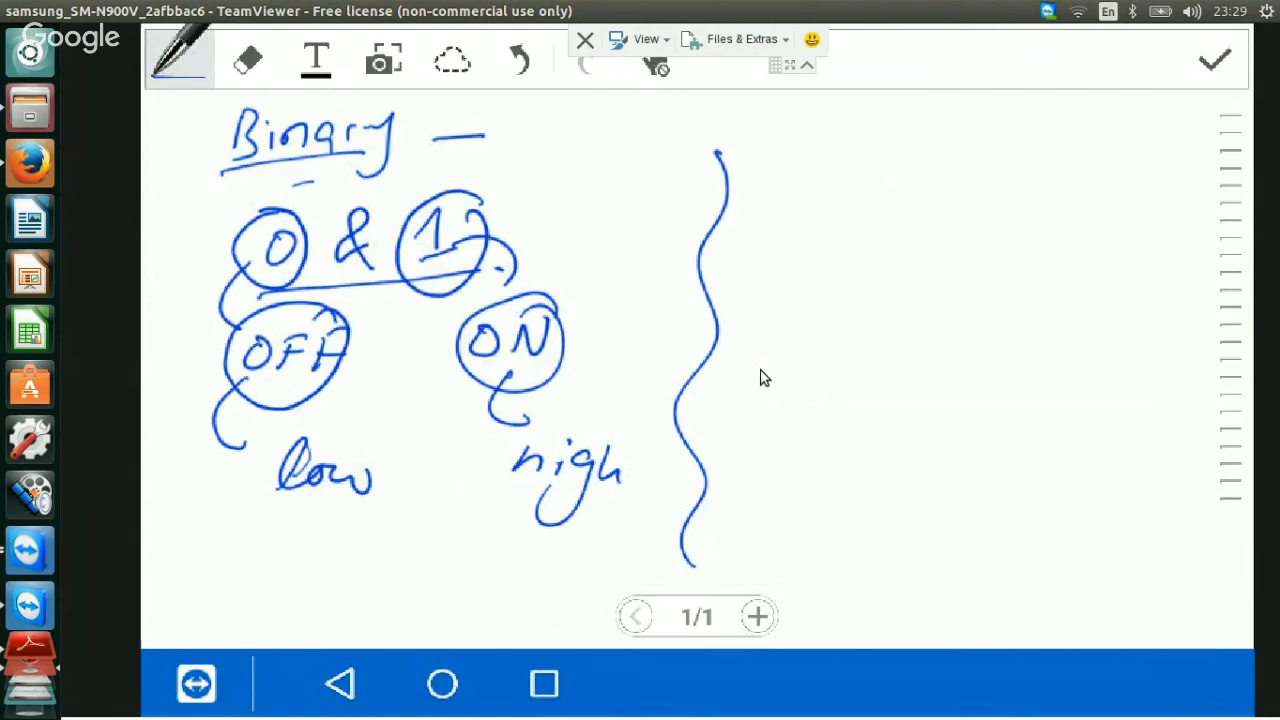 samsung_SM-N900V_2afbbac6 - TeamViewer - Free license (non-commercial use only)
En
23:29
Google
T
View
Files & Extras
Binary —
0 & 1
OFF ON
low high
1/1